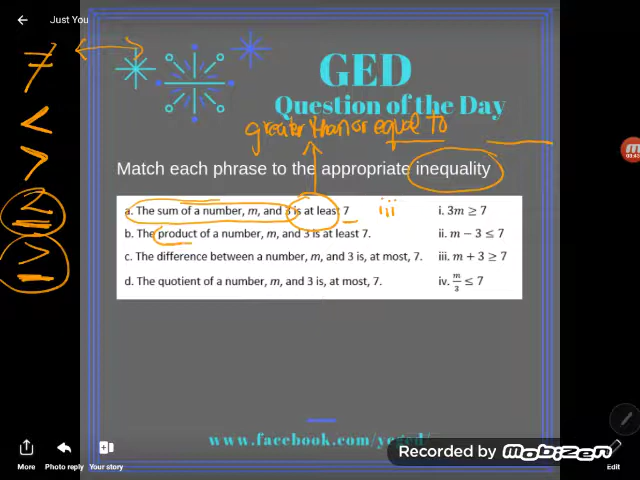 Just You
≠
<
>
≥
≤
GED
Question of the Day
greater than or equal to
Match each phrase to the appropriate inequality
a. The sum of a number, m, and 3 is at least 7 iii
i. 3m ≥ 7
b. The product of a number, m, and 3 is at least 7.
ii. m − 3 ≤ 7
c. The difference between a number, m, and 3 is, at most, 7.
iii. m + 3 ≥ 7
d. The quotient of a number, m, and 3 is, at most, 7.
iv. m/3 ≤ 7
www.facebook.com/ycged/
Recorded by Mobizen
More
Photo reply
Your story
Edit